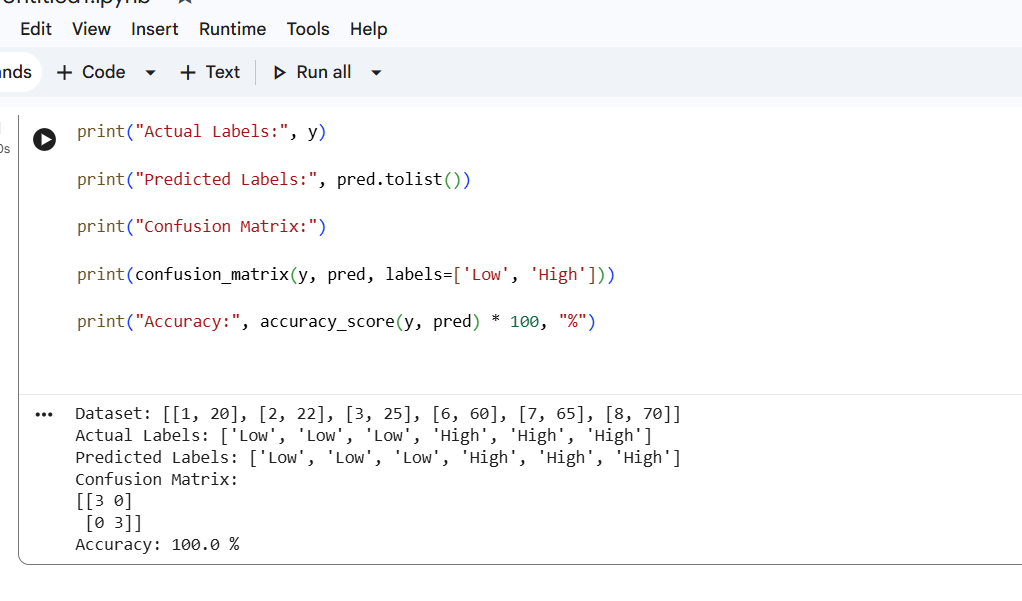 Edit View Insert Runtime Tools Help
nds + Code + Text Run all
print("Actual Labels:", y)
print("Predicted Labels:", pred.tolist())
print("Confusion Matrix:")
print(confusion_matrix(y, pred, labels=['Low', 'High']))
print("Accuracy:", accuracy_score(y, pred) * 100, "%")
Dataset: [[1, 20], [2, 22], [3, 25], [6, 60], [7, 65], [8, 70]]
Actual Labels: ['Low', 'Low', 'Low', 'High', 'High', 'High']
Predicted Labels: ['Low', 'Low', 'Low', 'High', 'High', 'High']
Confusion Matrix:
[[3 0]
[0 3]]
Accuracy: 100.0 %